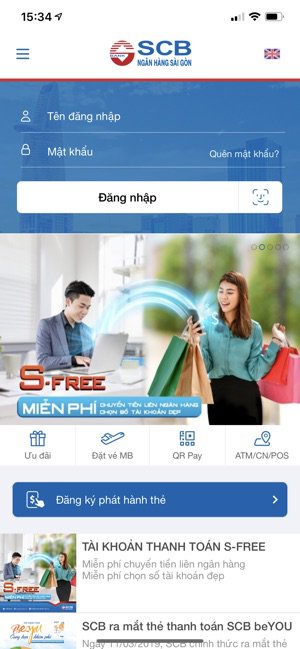 15:34
SCB
NGÂN HÀNG SÀI GÒN
Tên đăng nhập
Mật khẩu
Quên mật khẩu?
Đăng nhập
S-FREE
MIỄN PHÍ CHUYỂN TIỀN LIÊN NGÂN HÀNG
CHỌN SỐ TÀI KHOẢN ĐẸP
Ưu đãi
Đặt vé MB
QR Pay
ATM/CN/POS
Đăng ký phát hành thẻ
TÀI KHOẢN THANH TOÁN S-FREE
Miễn phí chuyển tiền liên ngân hàng
Miễn phí chọn số tài khoản đẹp
S-FREE
SCB ra mắt thẻ thanh toán SCB beYOU
BeYou
Ngày 11/03/2019, SCB chính thức ra mắt thẻ